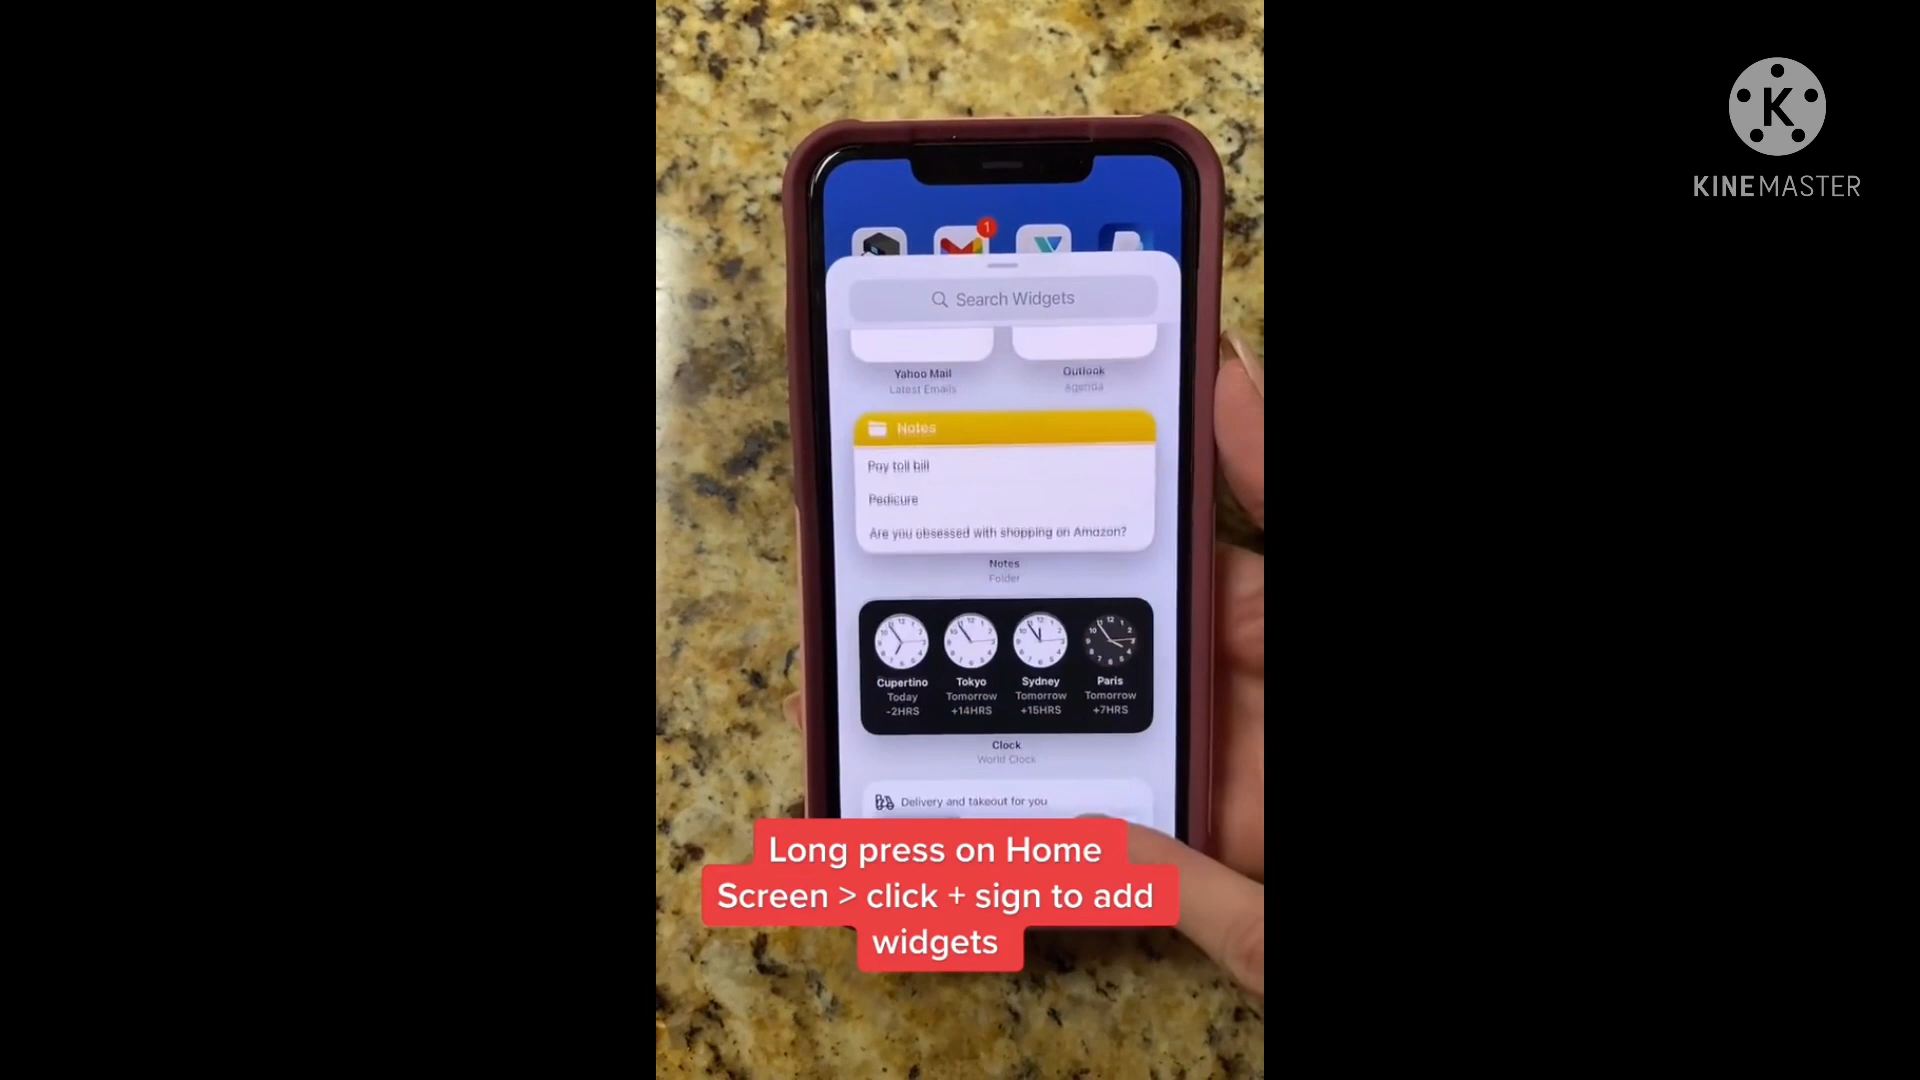 KINEMASTER
1
Search Widgets
Yahoo Mail
Outlook
Latest Emails
Agenda
Notes
Pay toll bill
Pedicure
Are you obsessed with shopping on Amazon?
Notes
Folder
Cupertino
Today
-2HRS
Tokyo
Tomorrow
+14HRS
Sydney
Tomorrow
+15HRS
Paris
Tomorrow
+7HRS
Clock
World Clock
Delivery and takeout for you
Long press on Home
Screen > click + sign to add
widgets